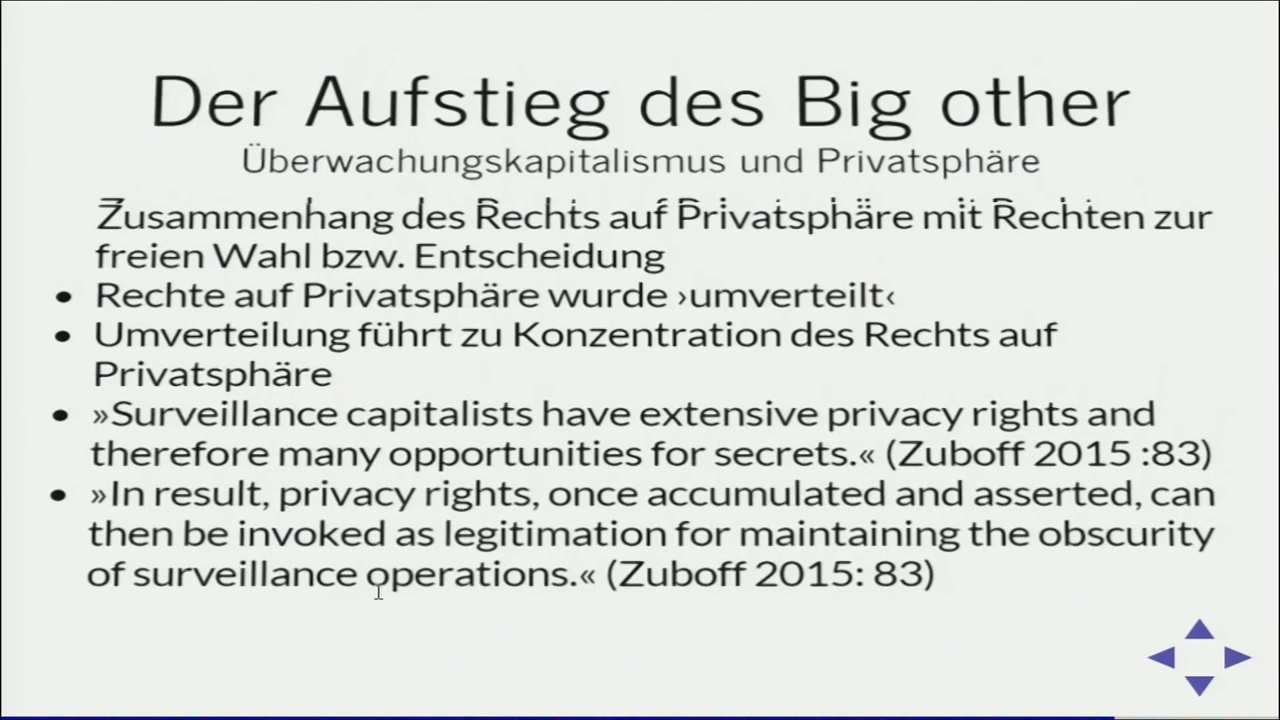 Der Aufstieg des Big other
Überwachungskapitalismus und Privatsphäre
Zusammenhang des Rechts auf Privatsphäre mit Rechten zur
freien Wahl bzw. Entscheidung
• Rechte auf Privatsphäre wurde ›umverteilt‹
• Umverteilung führt zu Konzentration des Rechts auf
Privatsphäre
• »Surveillance capitalists have extensive privacy rights and
therefore many opportunities for secrets.« (Zuboff 2015 :83)
• »In result, privacy rights, once accumulated and asserted, can
then be invoked as legitimation for maintaining the obscurity
of surveillance operations.« (Zuboff 2015: 83)